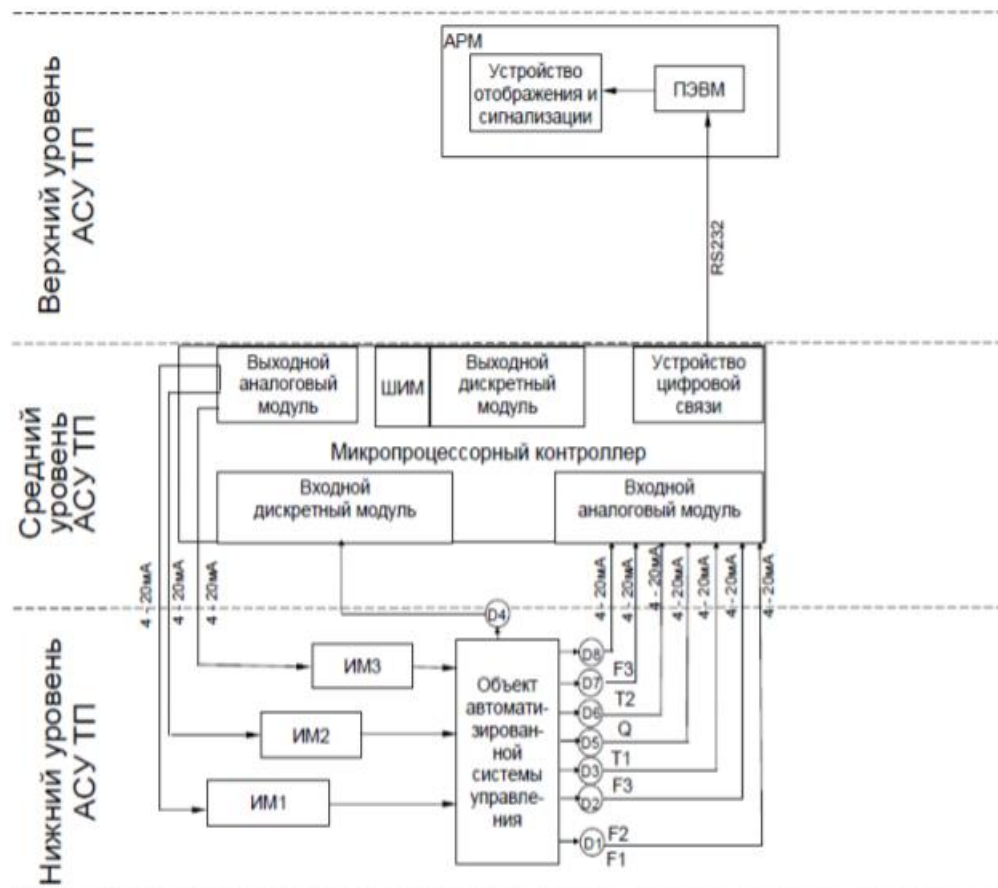 Верхний уровень
АСУ ТП
АРМ
Устройство
отображения и
сигнализации
ПЭВМ
RS232
Средний
уровень
АСУ ТП
Выходной
аналоговый
модуль
ШИМ
Выходной
дискретный
модуль
Устройство
цифровой
связи
Микропроцессорный контроллер
Входной
дискретный модуль
Входной
аналоговый модуль
4 - 20мА
4 - 20мА
4 - 20мА
4 - 20мА
4 - 20мА
4 - 20мА
4 - 20мА
4 - 20мА
4 - 20мА
4 - 20мА
Нижний уровень
АСУ ТП
D4
ИМ3
ИМ2
ИМ1
Объект
автомати-
зирован-
ной
системы
управле-
ния
D8
F3
D7
T2
D6
Q
D5
T1
D3
F3
D2
F2
D1
F1